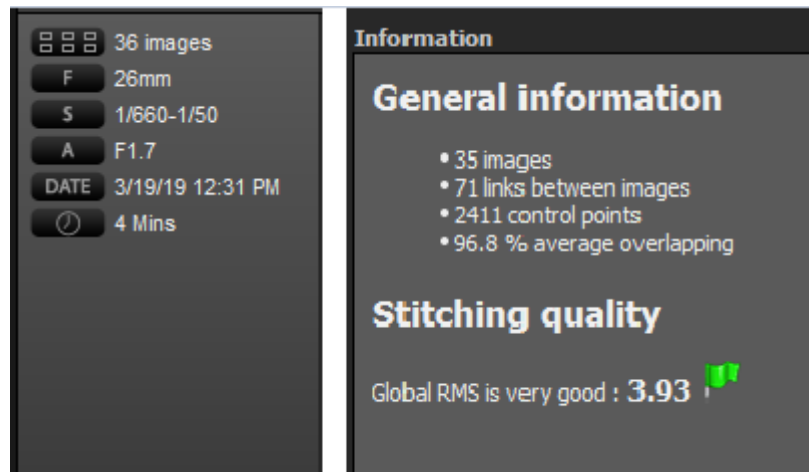 36 images
F 26mm
S 1/660-1/50
A F1.7
DATE 3/19/19 12:31 PM
4 Mins
Information
General information
• 35 images
• 71 links between images
• 2411 control points
• 96.8 % average overlapping
Stitching quality
Global RMS is very good : 3.93